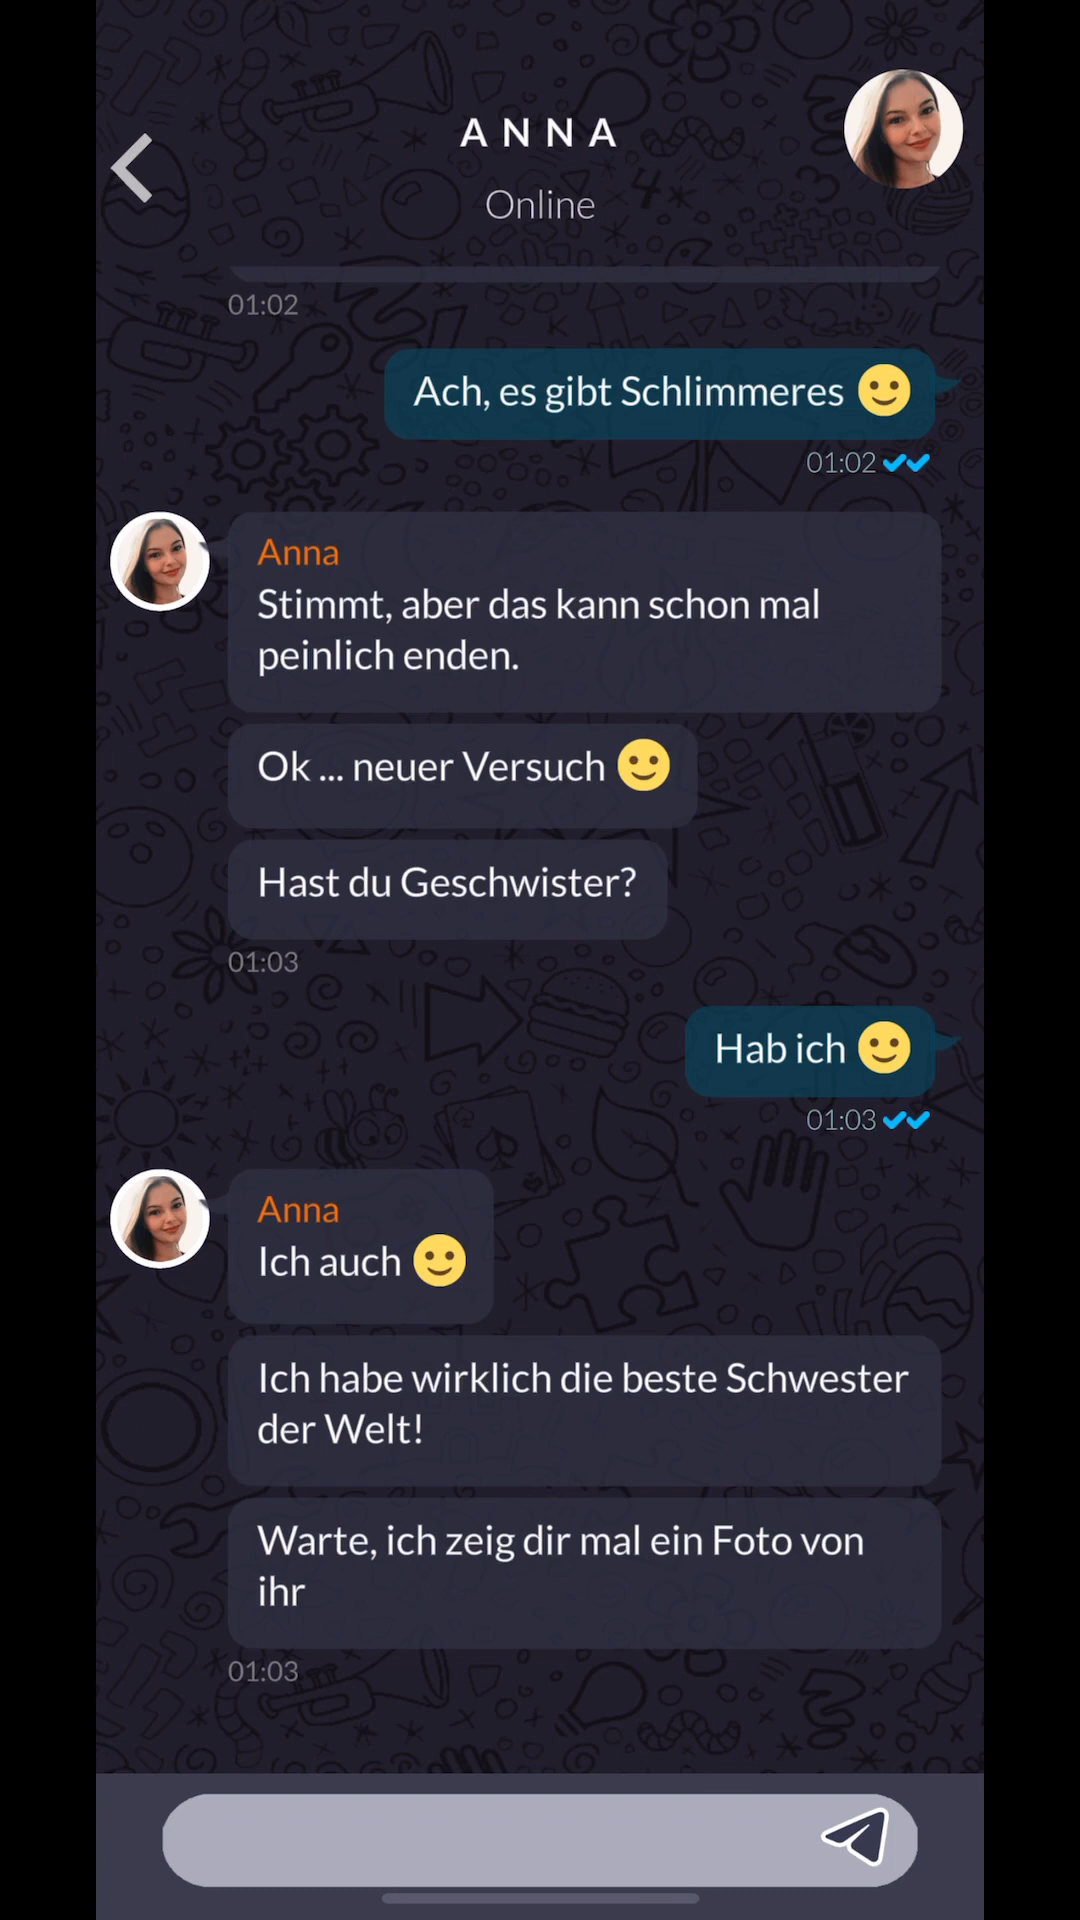 ANNA
Online
01:02
Ach, es gibt Schlimmeres 🙂
01:02
Anna
Stimmt, aber das kann schon mal
peinlich enden.
Ok ... neuer Versuch 🙂
Hast du Geschwister?
01:03
Hab ich 🙂
01:03
Anna
Ich auch 🙂
Ich habe wirklich die beste Schwester
der Welt!
Warte, ich zeig dir mal ein Foto von
ihr
01:03